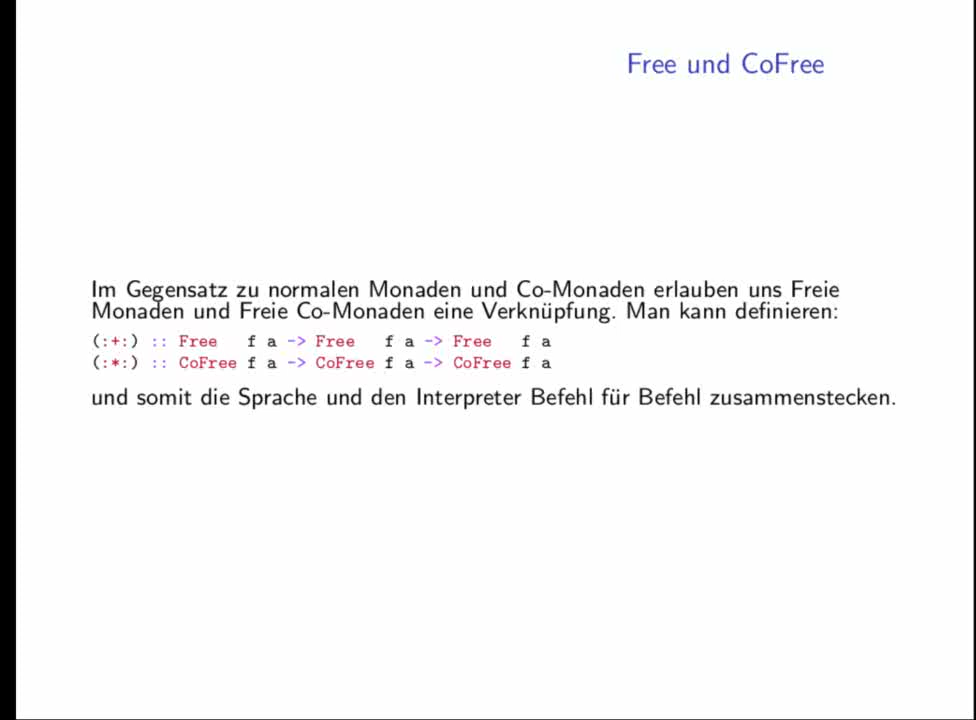 Free und CoFree
Im Gegensatz zu normalen Monaden und Co-Monaden erlauben uns Freie
Monaden und Freie Co-Monaden eine Verknüpfung. Man kann definieren:
(:+:) :: Free   f a -> Free   f a -> Free   f a
(:*:) :: CoFree f a -> CoFree f a -> CoFree f a
und somit die Sprache und den Interpreter Befehl für Befehl zusammenstecken.